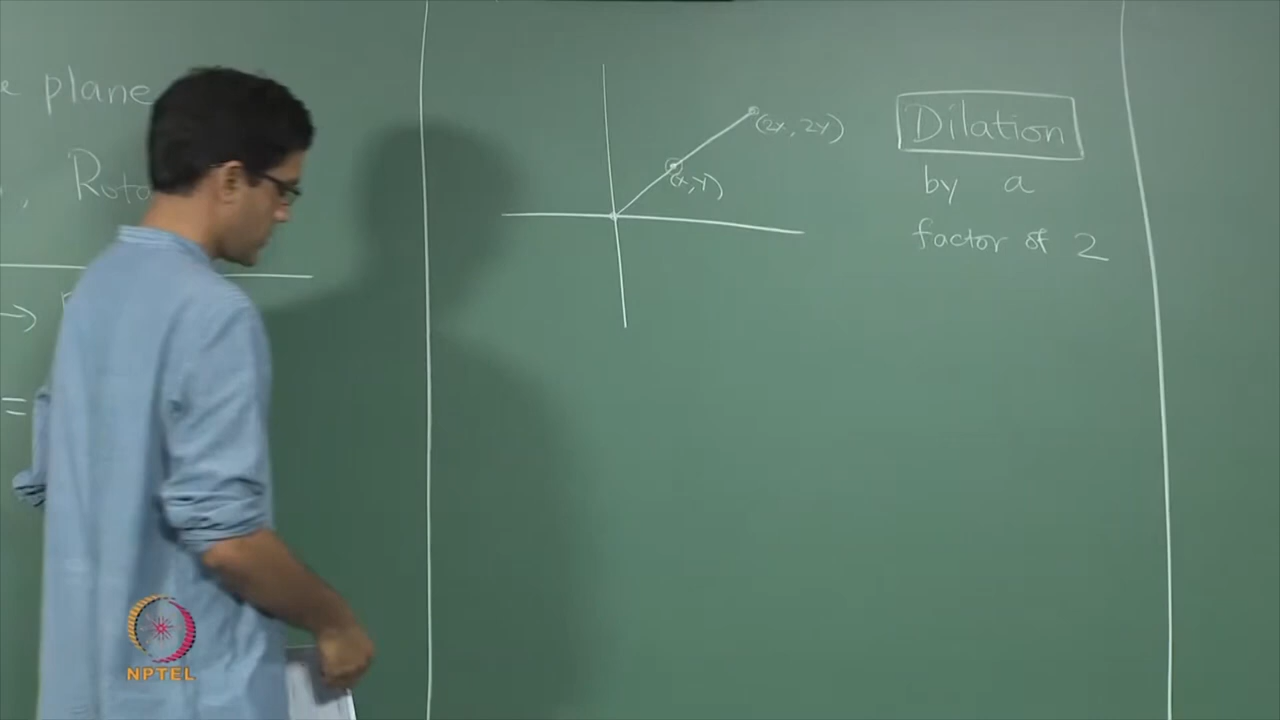 plane
, Rota
→
=
(2x, 2y)
(x, y)
Dilation
by a
factor of 2
NPTEL